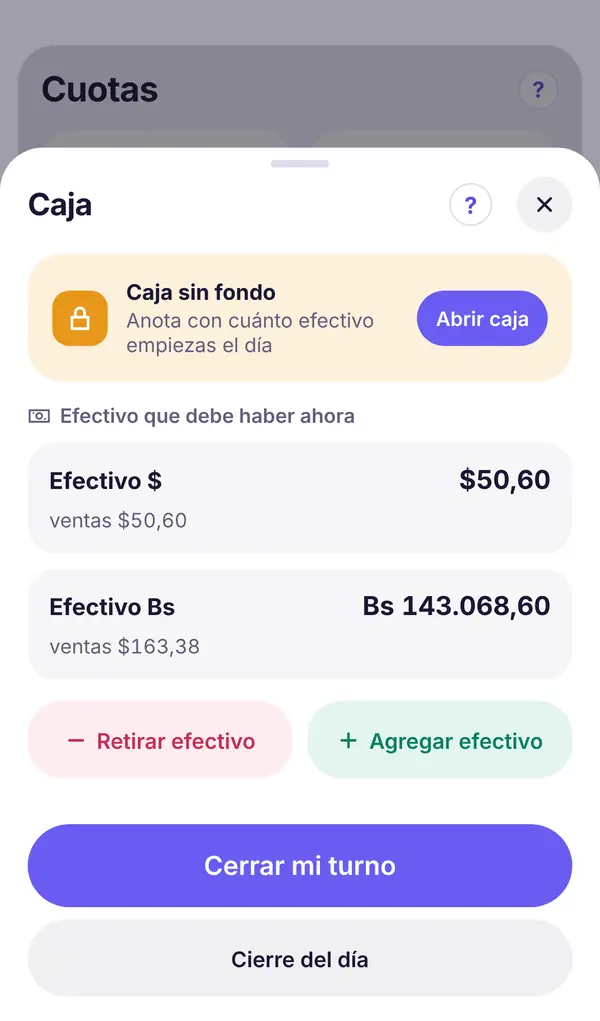 Cuotas
?
Caja
?
Caja sin fondo
Anota con cuánto efectivo
empiezas el día
Abrir caja
Efectivo que debe haber ahora
Efectivo $
$50,60
ventas $50,60
Efectivo Bs
Bs 143.068,60
ventas $163,38
− Retirar efectivo
+ Agregar efectivo
Cerrar mi turno
Cierre del día